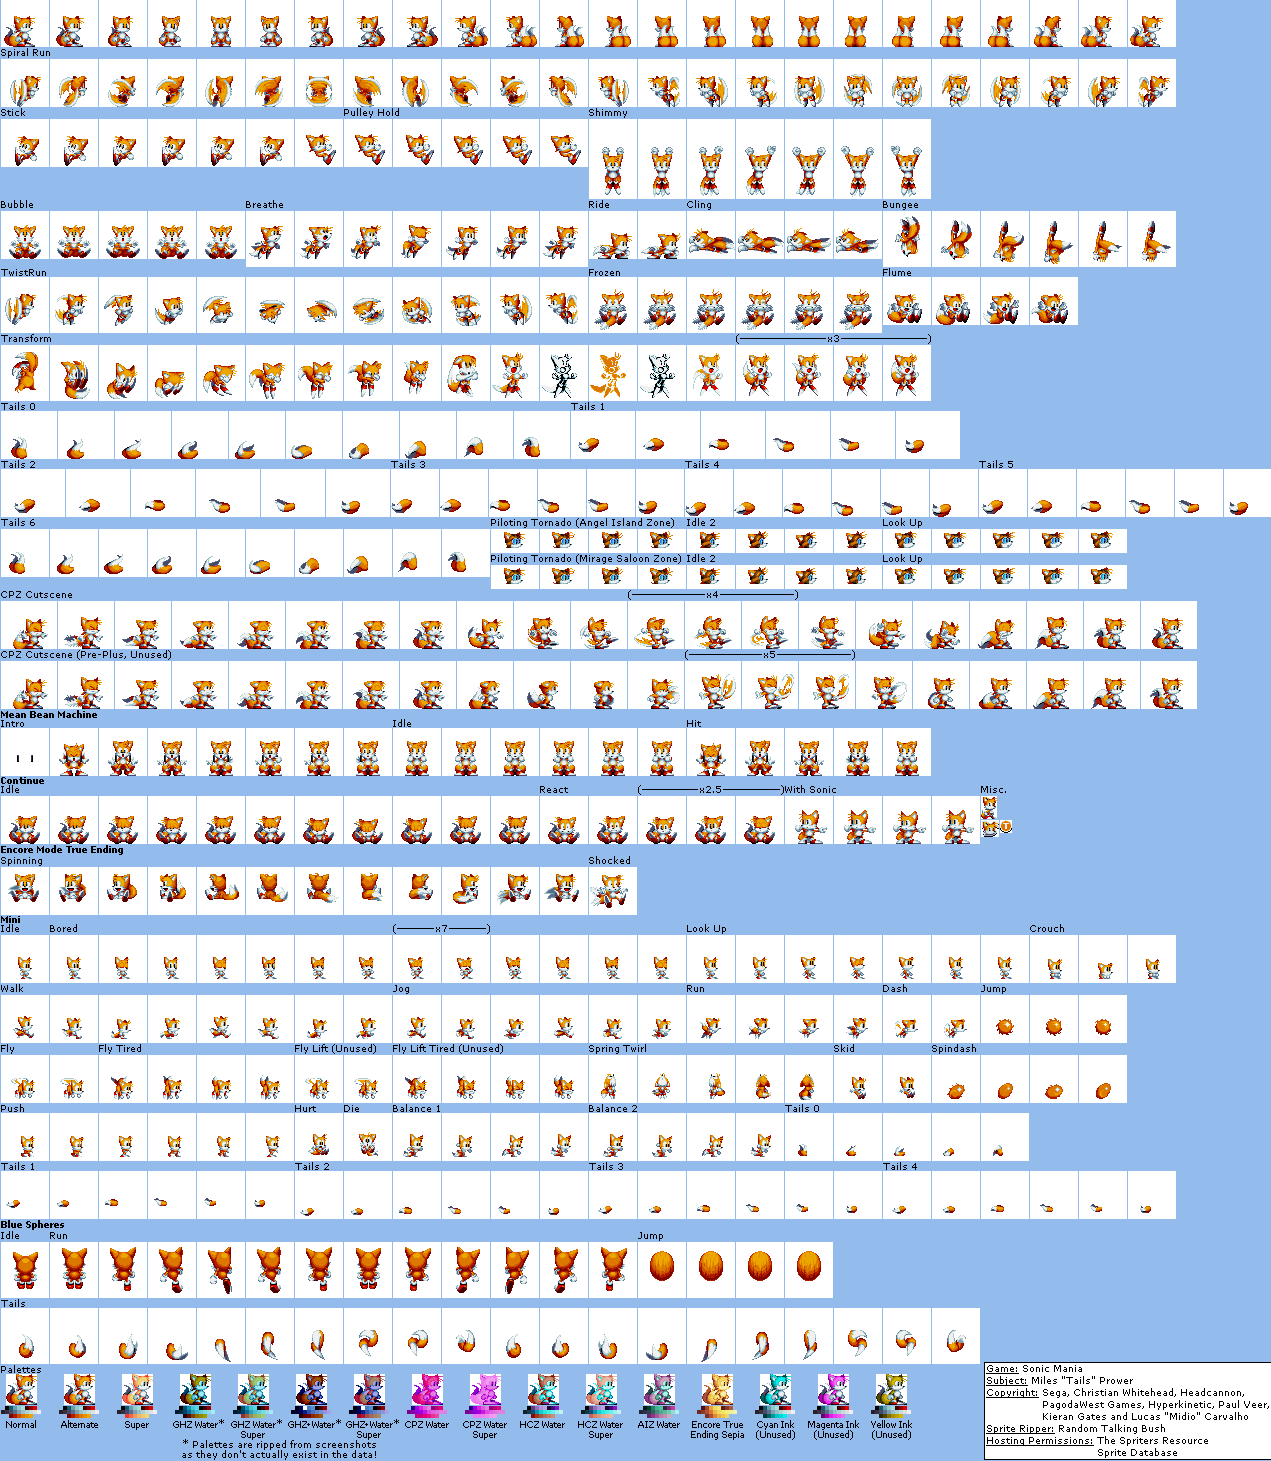 Spiral Run
Stick Pulley Hold Shimmy
Bubble Breathe Ride Cling Bungee
TwistRun Frozen Flume
Transform (————x3————)
Tails 0 Tails 1
Tails 2 Tails 3 Tails 4 Tails 5
Tails 6 Piloting Tornado (Angel Island Zone) Idle 2 Look Up
Piloting Tornado (Mirage Saloon Zone) Idle 2 Look Up
CPZ Cutscene (————x4————)
CPZ Cutscene (Pre-Plus, Unused) (————x5————)
Mean Bean Machine
Intro Idle Hit
Continue
Idle React (————x2.5————) With Sonic Misc.
Encore Mode True Ending
Spinning Shocked
Mini
Idle Bored (———x7———) Look Up Crouch
Walk Jog Run Dash Jump
Fly Fly Tired Fly Lift (Unused) Fly Lift Tired (Unused) Spring Twirl Skid Spindash
Push Hurt Die Balance 1 Balance 2 Tails 0
Tails 1 Tails 2 Tails 3 Tails 4
Blue Spheres
Idle Run Jump
Tails
Palettes
Normal Alternate Super GHZ Water* GHZ Water* Super GHZ+Water* GHZ+Water* Super CPZ Water CPZ Water Super HCZ Water HCZ Water Super AIZ Water Encore True Ending Sepia Cyan Ink (Unused) Magenta Ink (Unused) Yellow Ink (Unused)
* Palettes are ripped from screenshots
as they don't actually exist in the data!
Game: Sonic Mania
Subject: Miles "Tails" Prower
Copyright: Sega, Christian Whitehead, Headcannon,
PagodaWest Games, Hyperkinetic, Paul Veer,
Kieran Gates and Lucas "Midio" Carvalho
Sprite Ripper: Random Talking Bush
Hosting Permissions: The Spriters Resource
Sprite Database